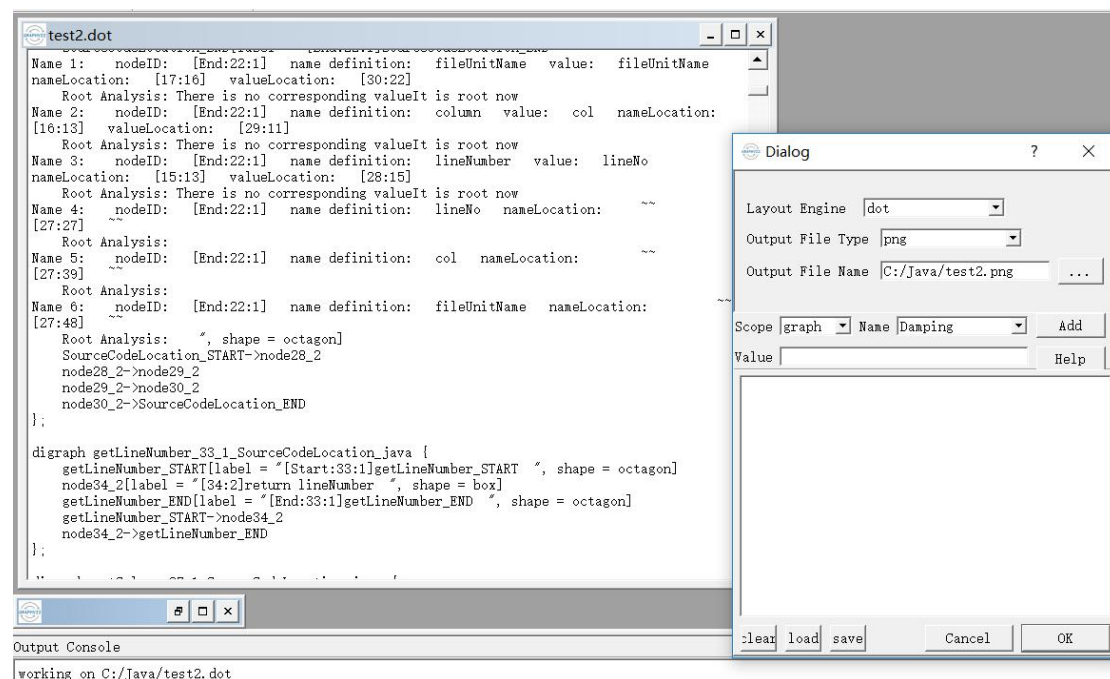 test2.dot
Name 1: nodeID: [End:22:1] name definition: fileUnitName value: fileUnitName
nameLocation: [17:16] valueLocation: [30:22]
Root Analysis: There is no corresponding valueIt is root now
Name 2: nodeID: [End:22:1] name definition: column value: col nameLocation:
[16:13] valueLocation: [29:11]
Root Analysis: There is no corresponding valueIt is root now
Name 3: nodeID: [End:22:1] name definition: lineNumber value: lineNo
nameLocation: [15:13] valueLocation: [28:15]
Root Analysis: There is no corresponding valueIt is root now
Name 4: nodeID: [End:22:1] name definition: lineNo nameLocation: ~~
[27:27] ~~
Root Analysis:
Name 5: nodeID: [End:22:1] name definition: col nameLocation: ~~
[27:39] ~~
Root Analysis:
Name 6: nodeID: [End:22:1] name definition: fileUnitName nameLocation: ~~
[27:48] ~~
Root Analysis: ", shape = octagon]
SourceCodeLocation_START->node28_2
node28_2->node29_2
node29_2->node30_2
node30_2->SourceCodeLocation_END
};
digraph getLineNumber_33_1_SourceCodeLocation_java {
getLineNumber_START[label = "[Start:33:1]getLineNumber_START ", shape = octagon]
node34_2[label = "[34:2]return lineNumber ", shape = box]
getLineNumber_END[label = "[End:33:1]getLineNumber_END ", shape = octagon]
getLineNumber_START->node34_2
node34_2->getLineNumber_END
};
Dialog ?
Layout Engine dot
Output File Type png
Output File Name C:/Java/test2.png ...
Scope graph Name Damping Add
Value Help
clear load save Cancel OK
Output Console
working on C:/Java/test2.dot